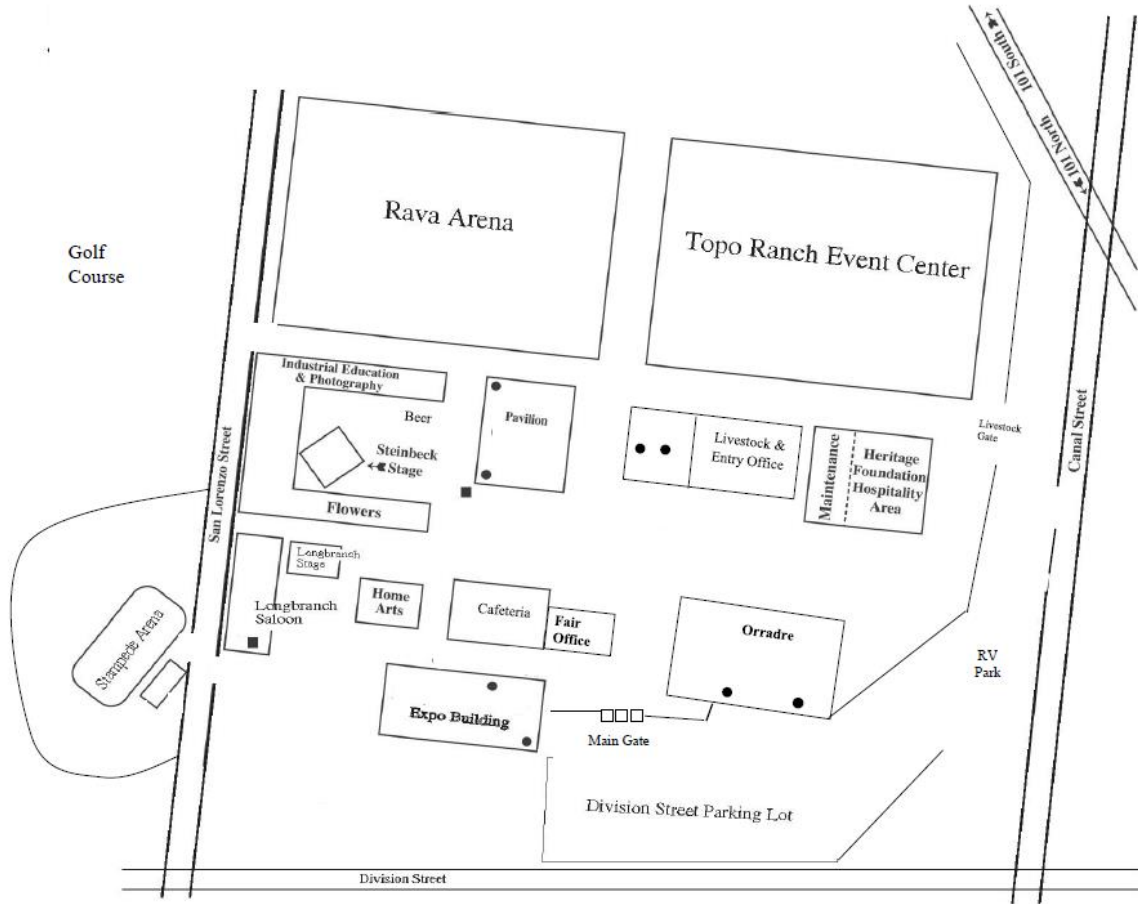 101 South
101 North
Rava Arena
Topo Ranch Event Center
Golf
Course
Industrial Education
& Photography
Beer
Steinbeck
Stage
Flowers
Pavilion
Livestock &
Entry Office
Maintenance
Heritage
Foundation
Hospitality
Area
Livestock
Gate
Canal Street
San Lorenzo Street
Longbranch
Stage
Longbranch
Saloon
Home
Arts
Cafeteria
Fair
Office
Orradre
RV
Park
Stampede Arena
Expo Building
Main Gate
Division Street Parking Lot
Division Street